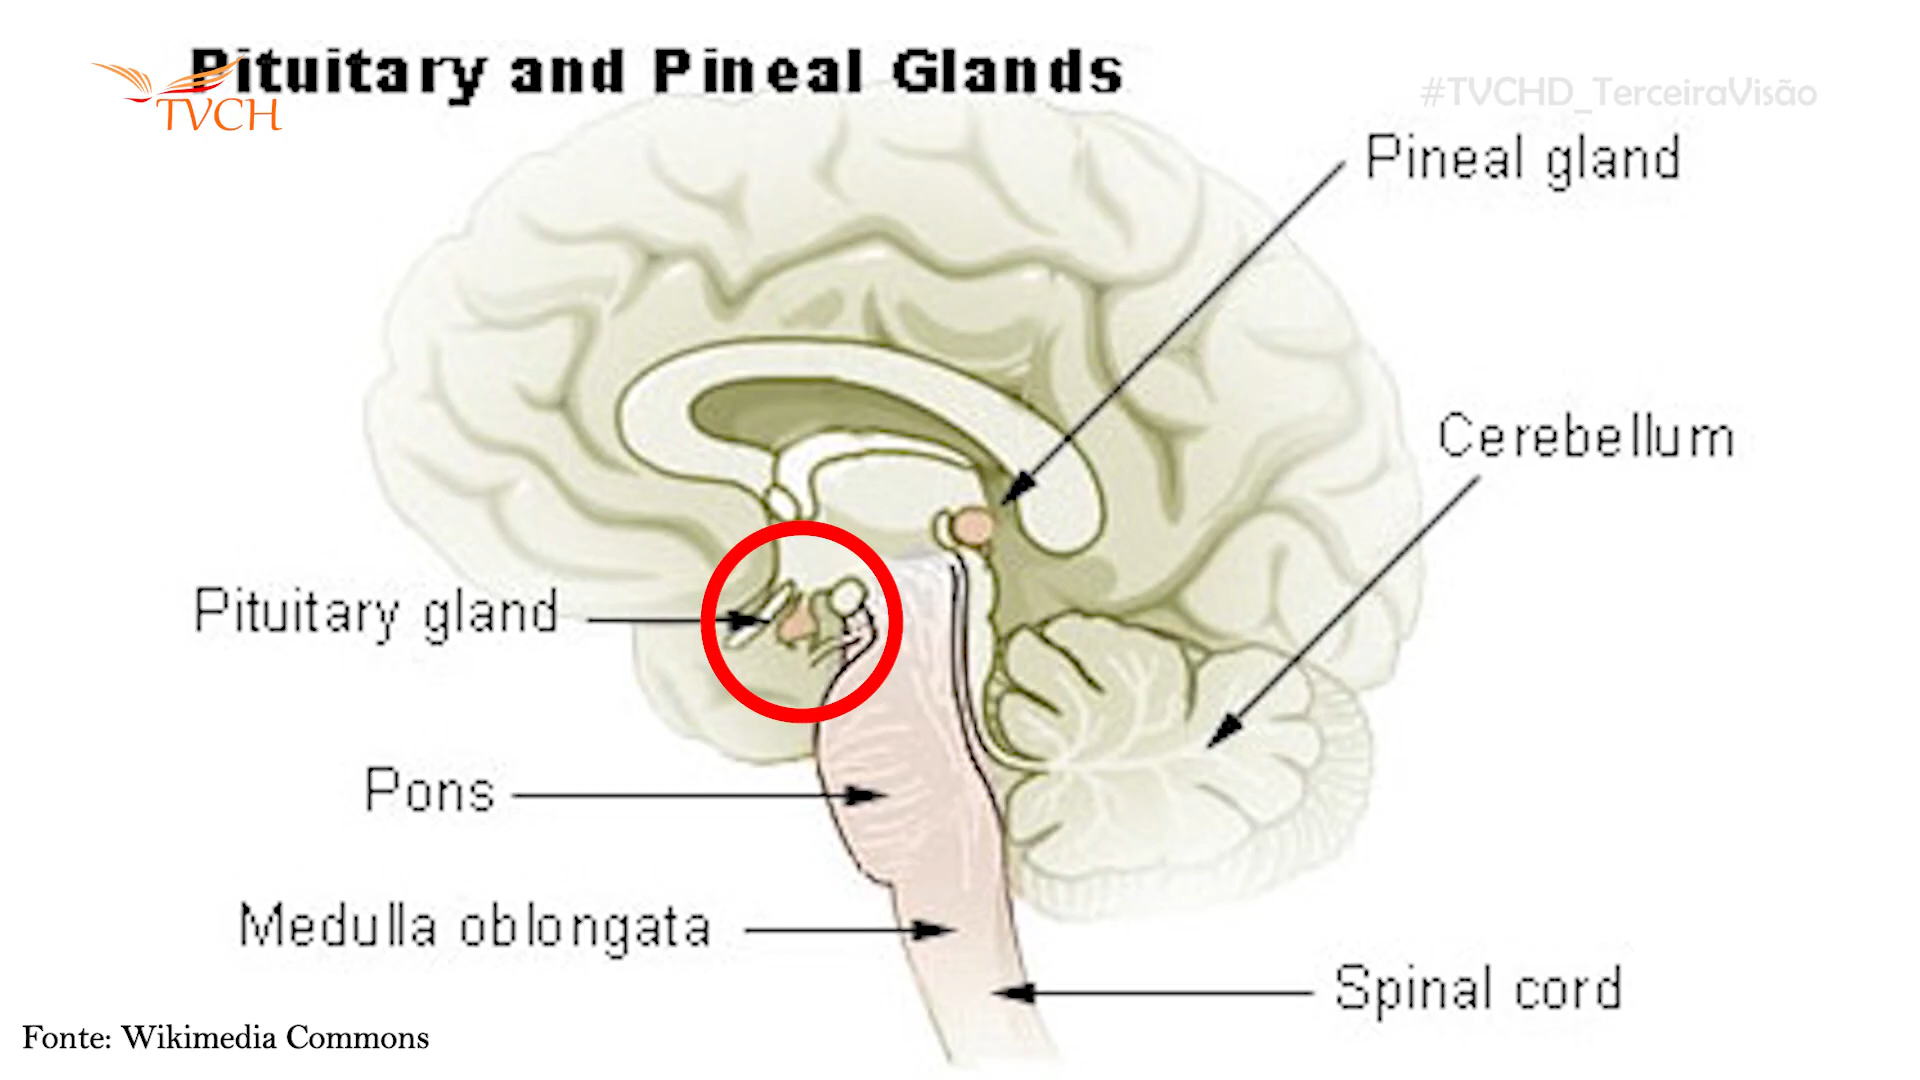 Pituitary and Pineal Glands
TVCH
#TVCHD_TerceiraVisão
Pineal gland
Cerebellum
Pituitary gland
Pons
Medulla oblongata
Spinal cord
Fonte: Wikimedia Commons